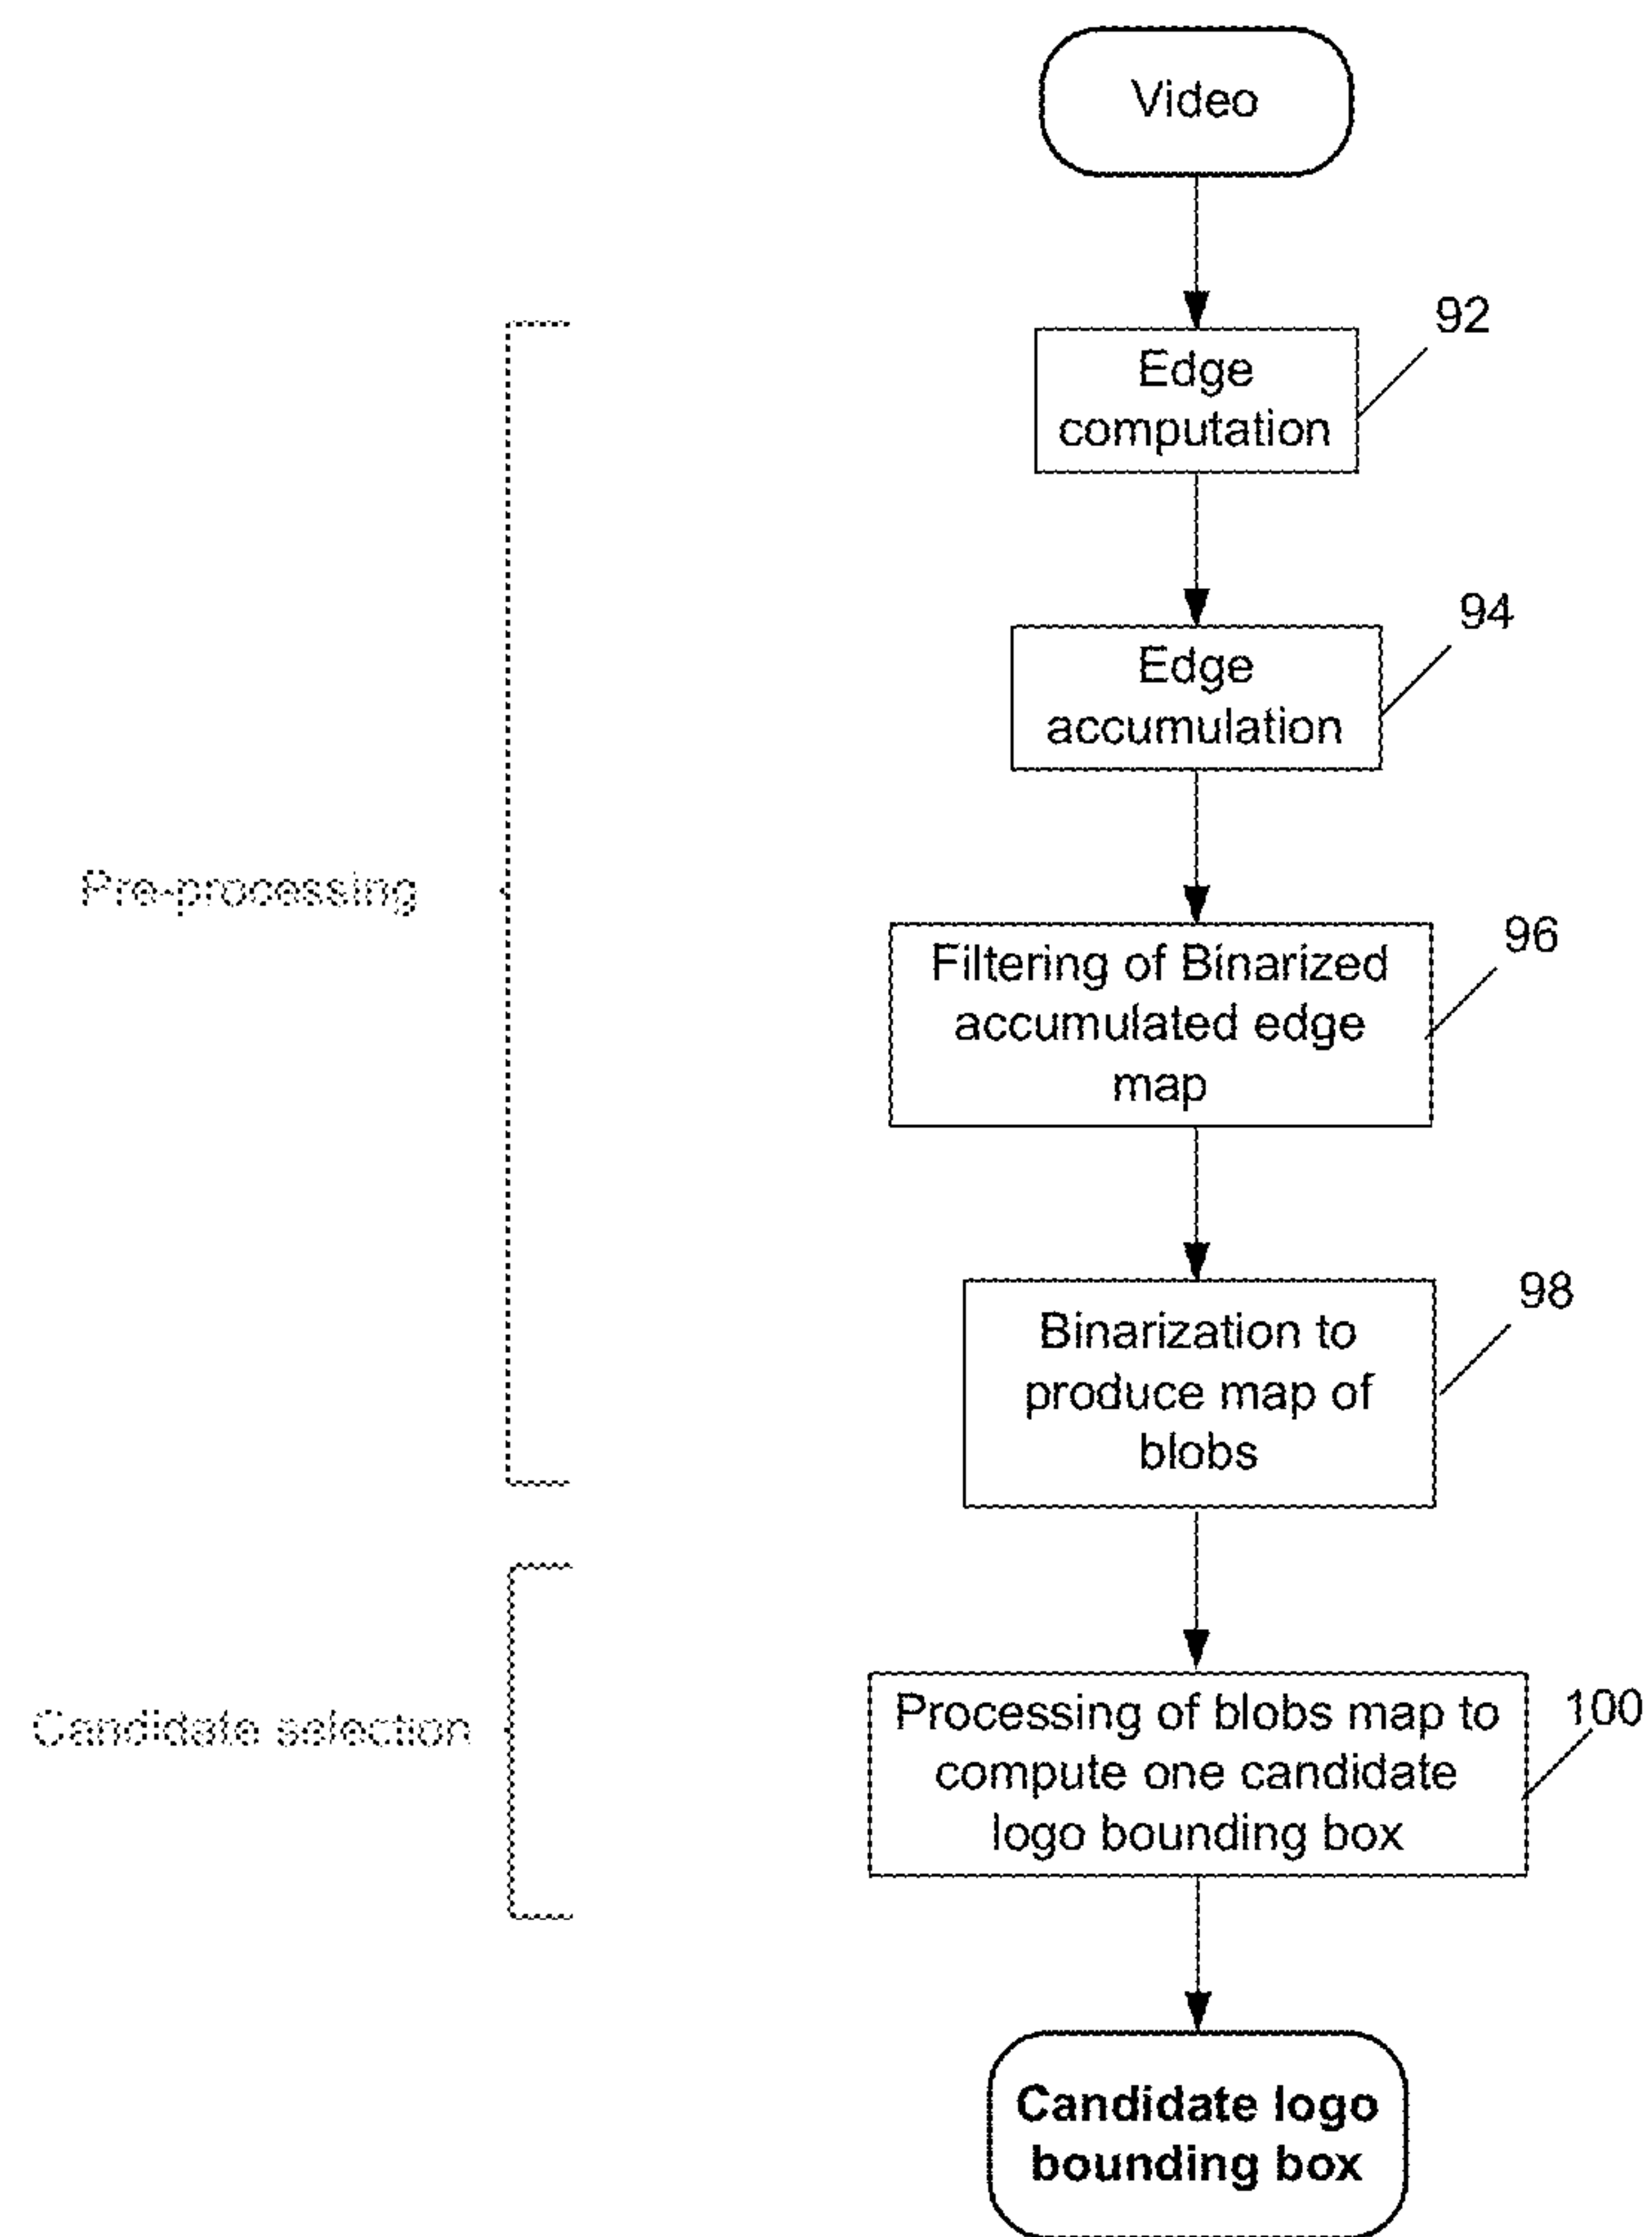 Video
92
Edge
computation
94
Edge
accumulation
Pre-processing
96
Filtering of Binarized
accumulated edge
map
98
Binarization to
produce map of
blobs
Candidate selection
100
Processing of blobs map to
compute one candidate
logo bounding box
Candidate logo
bounding box